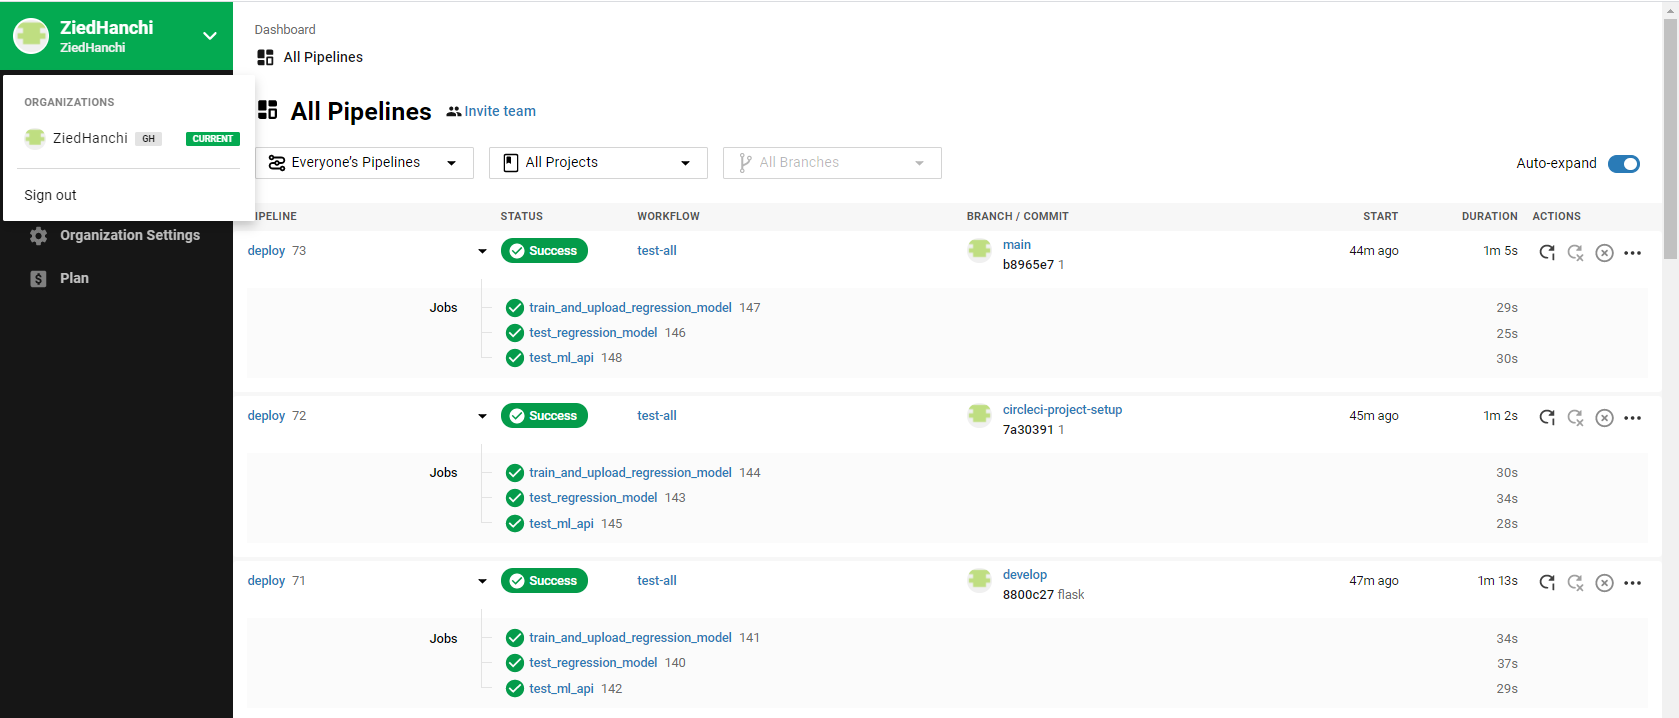 ZiedHanchi
ZiedHanchi
ORGANIZATIONS
ZiedHanchi GH CURRENT
Sign out
Organization Settings
Plan
Dashboard
All Pipelines
All Pipelines Invite team
Everyone's Pipelines All Projects All Branches Auto-expand
IPELINE STATUS WORKFLOW BRANCH / COMMIT START DURATION ACTIONS
deploy 73 Success test-all main 44m ago 1m 5s
b8965e7 1
Jobs train_and_upload_regression_model 147 29s
test_regression_model 146 25s
test_ml_api 148 30s
deploy 72 Success test-all circleci-project-setup 45m ago 1m 2s
7a30391 1
Jobs train_and_upload_regression_model 144 30s
test_regression_model 143 34s
test_ml_api 145 28s
deploy 71 Success test-all develop 47m ago 1m 13s
8800c27 flask
Jobs train_and_upload_regression_model 141 34s
test_regression_model 140 37s
test_ml_api 142 29s